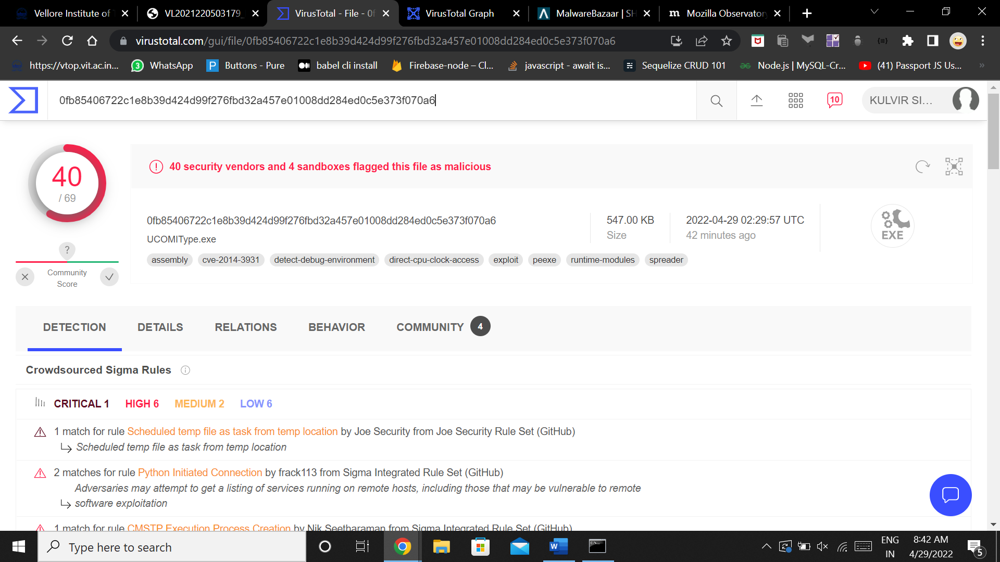 Vellore Institute of
VL2021220503179_
VirusTotal - File - 0f
VirusTotal Graph
MalwareBazaar | SH
Mozilla Observatory
virustotal.com/gui/file/0fb85406722c1e8b39d424d99f276fbd32a457e01008dd284ed0c5e373f070a6
https://vtop.vit.ac.in...
3 WhatsApp
P Buttons - Pure
babel cli install
Firebase-node – Cl...
javascript - await is...
Sequelize CRUD 101
Node.js | MySQL-Cr...
(41) Passport JS Us...
»
0fb85406722c1e8b39d424d99f276fbd32a457e01008dd284ed0c5e373f070a6
10
KULVIR SI...
40
/ 69
40 security vendors and 4 sandboxes flagged this file as malicious
0fb85406722c1e8b39d424d99f276fbd32a457e01008dd284ed0c5e373f070a6
UCOMIType.exe
547.00 KB
Size
2022-04-29 02:29:57 UTC
42 minutes ago
EXE
assembly
cve-2014-3931
detect-debug-environment
direct-cpu-clock-access
exploit
peexe
runtime-modules
spreader
?
Community
Score
DETECTION
DETAILS
RELATIONS
BEHAVIOR
COMMUNITY 4
Crowdsourced Sigma Rules
CRITICAL 1 HIGH 6 MEDIUM 2 LOW 6
1 match for rule Scheduled temp file as task from temp location by Joe Security from Joe Security Rule Set (GitHub)
Scheduled temp file as task from temp location
2 matches for rule Python Initiated Connection by frack113 from Sigma Integrated Rule Set (GitHub)
Adversaries may attempt to get a listing of services running on remote hosts, including those that may be vulnerable to remote
software exploitation
1 match for rule CMSTP Execution Process Creation by Nik Seetharaman from Sigma Integrated Rule Set (GitHub)
Type here to search
ENG
IN
8:42 AM
4/29/2022
5